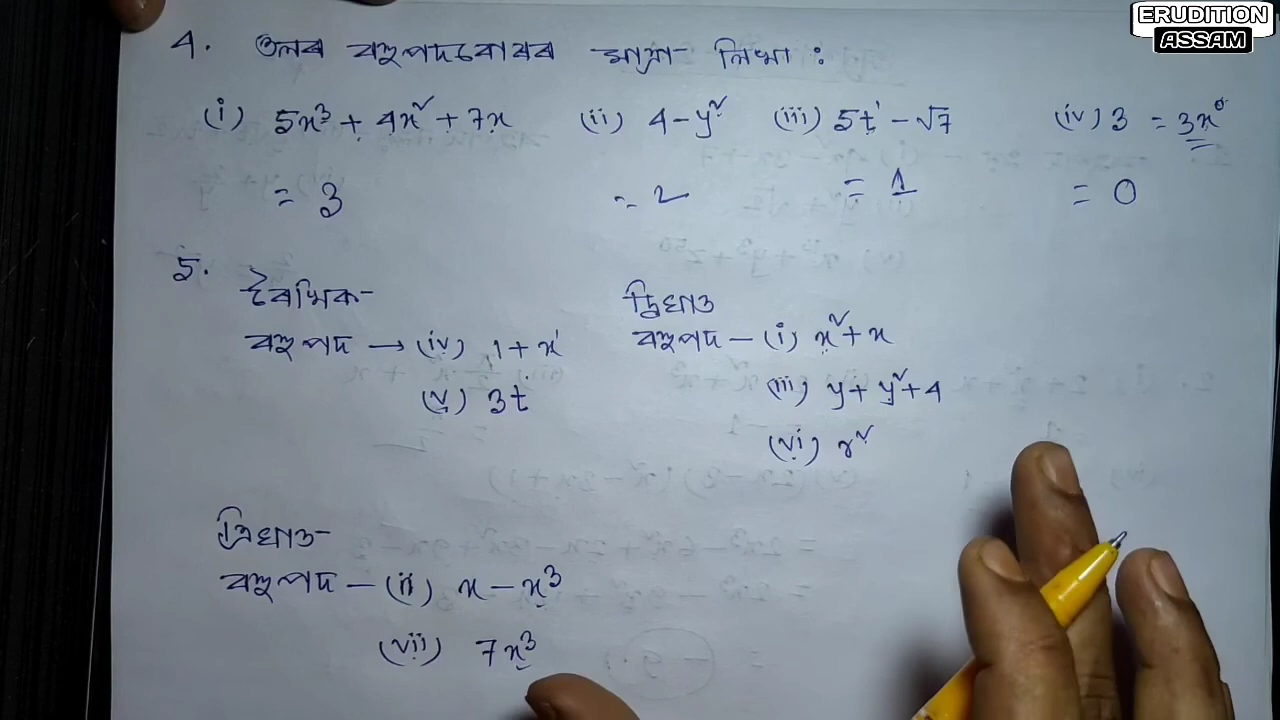 ERUDITION
ASSAM
4. তলৰ বহুপদবোৰৰ মাত্ৰা লিখা :
(i) 5x³ + 4x² + 7x (ii) 4 - y² (iii) 5t¹ - √7 (iv) 3 = 3x⁰
= 3 = 2 = 1 = 0
5.
ৰৈখিক বহুপদ → (iv) 1 + x¹
(v) 3t
দ্বিঘাত বহুপদ - (i) x² + x
(iii) y + y² + 4
(vi) r²
ত্ৰিঘাত বহুপদ - (ii) x - x³
(vii) 7x³